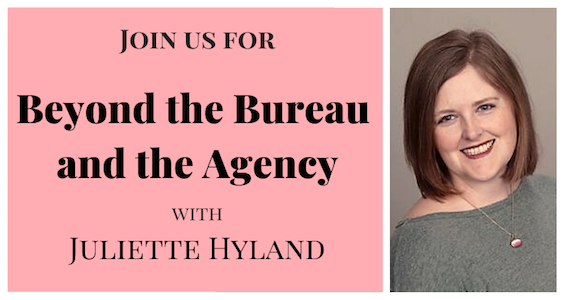 Join us for
Beyond the Bureau
and the Agency
with
Juliette Hyland